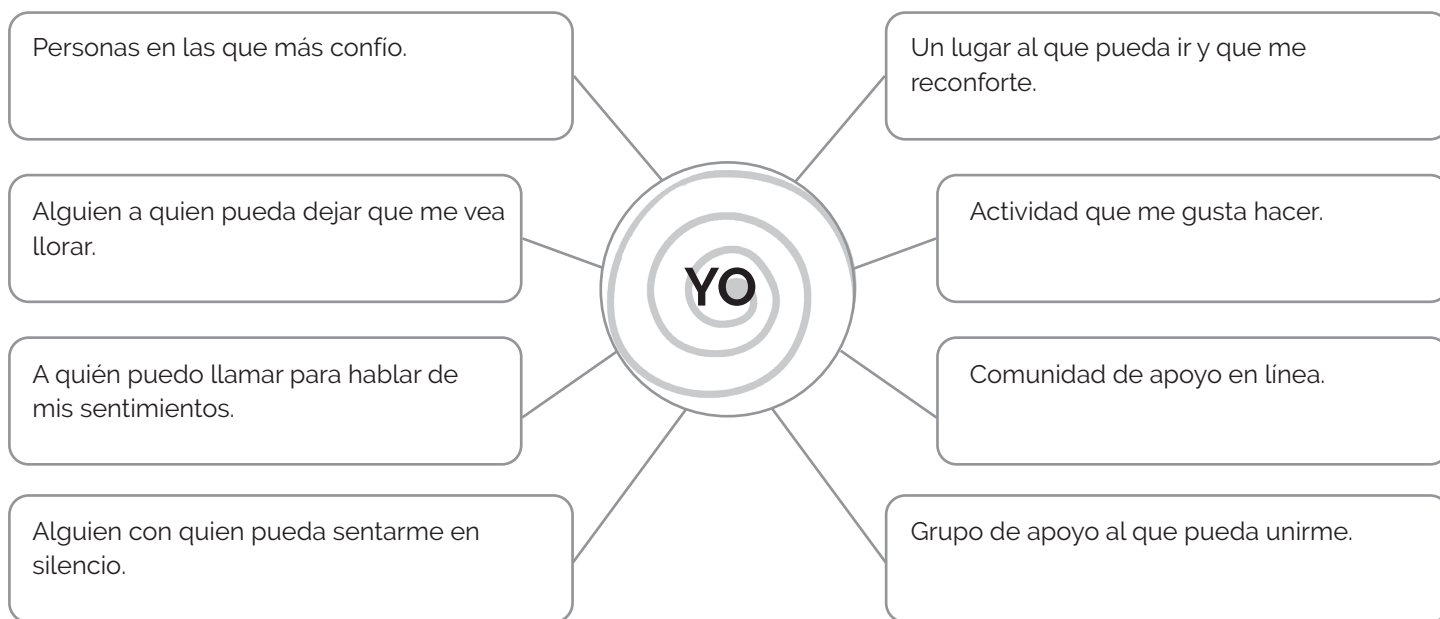 Personas en las que más confío.
Alguien a quien pueda dejar que me vea
llorar.
A quién puedo llamar para hablar de
mis sentimientos.
Alguien con quien pueda sentarme en
silencio.
YO
Un lugar al que pueda ir y que me
reconforte.
Actividad que me gusta hacer.
Comunidad de apoyo en línea.
Grupo de apoyo al que pueda unirme.